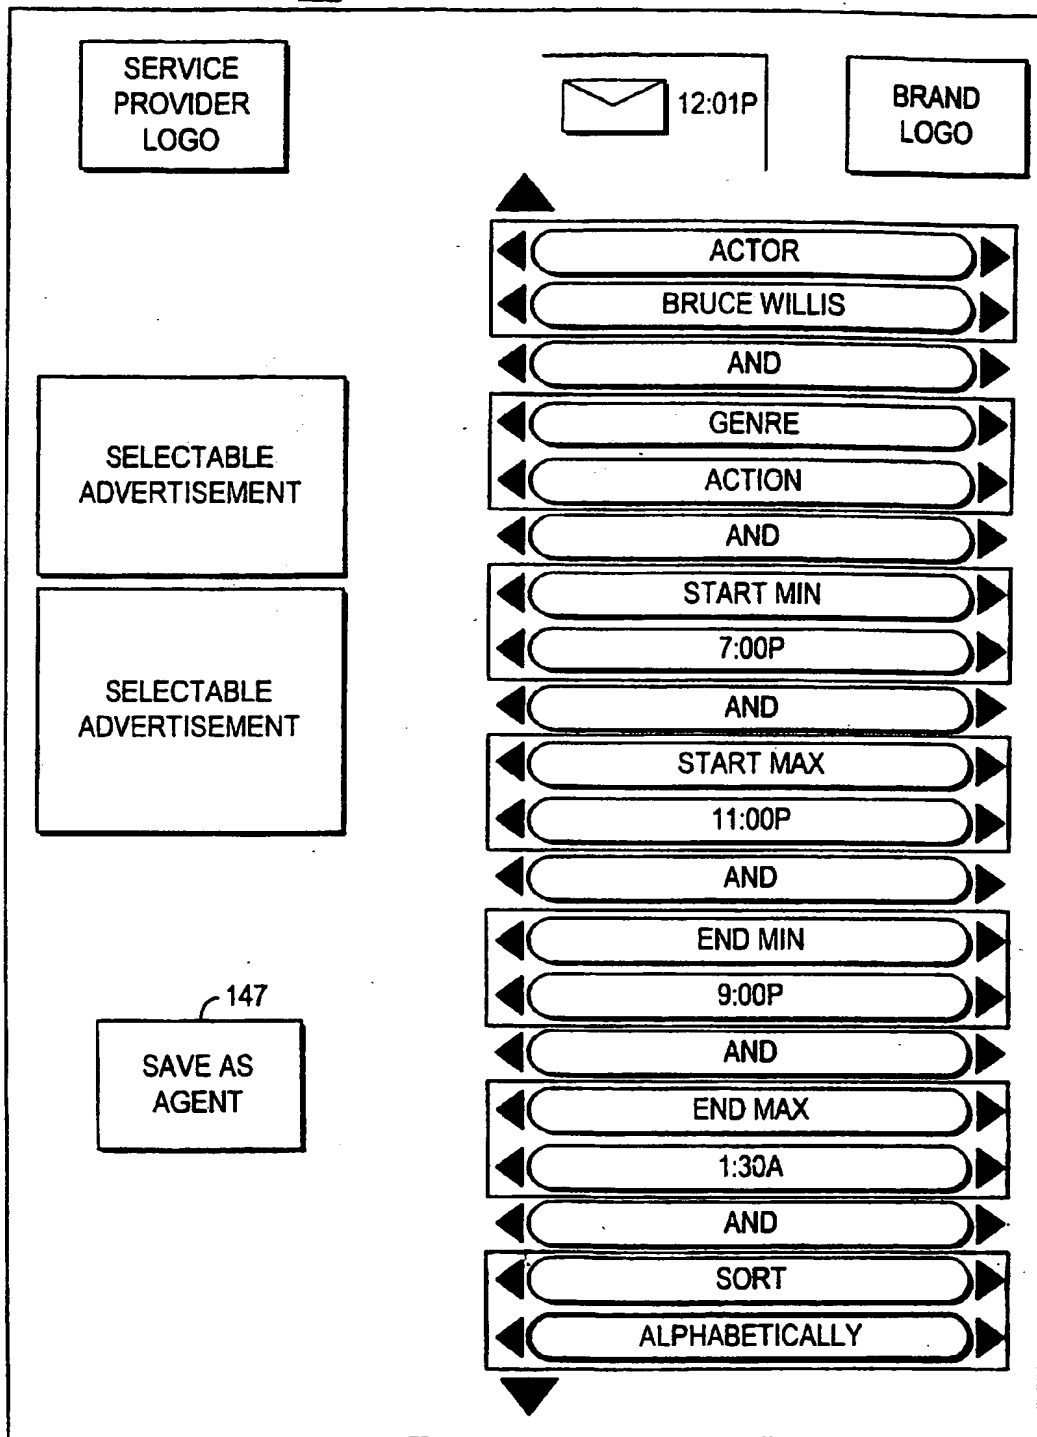 SERVICE
PROVIDER
LOGO
12:01P
BRAND
LOGO
ACTOR
BRUCE WILLIS
AND
GENRE
ACTION
AND
START MIN
7:00P
AND
START MAX
11:00P
AND
END MIN
9:00P
AND
END MAX
1:30A
AND
SORT
ALPHABETICALLY
SELECTABLE
ADVERTISEMENT
SELECTABLE
ADVERTISEMENT
147
SAVE AS
AGENT